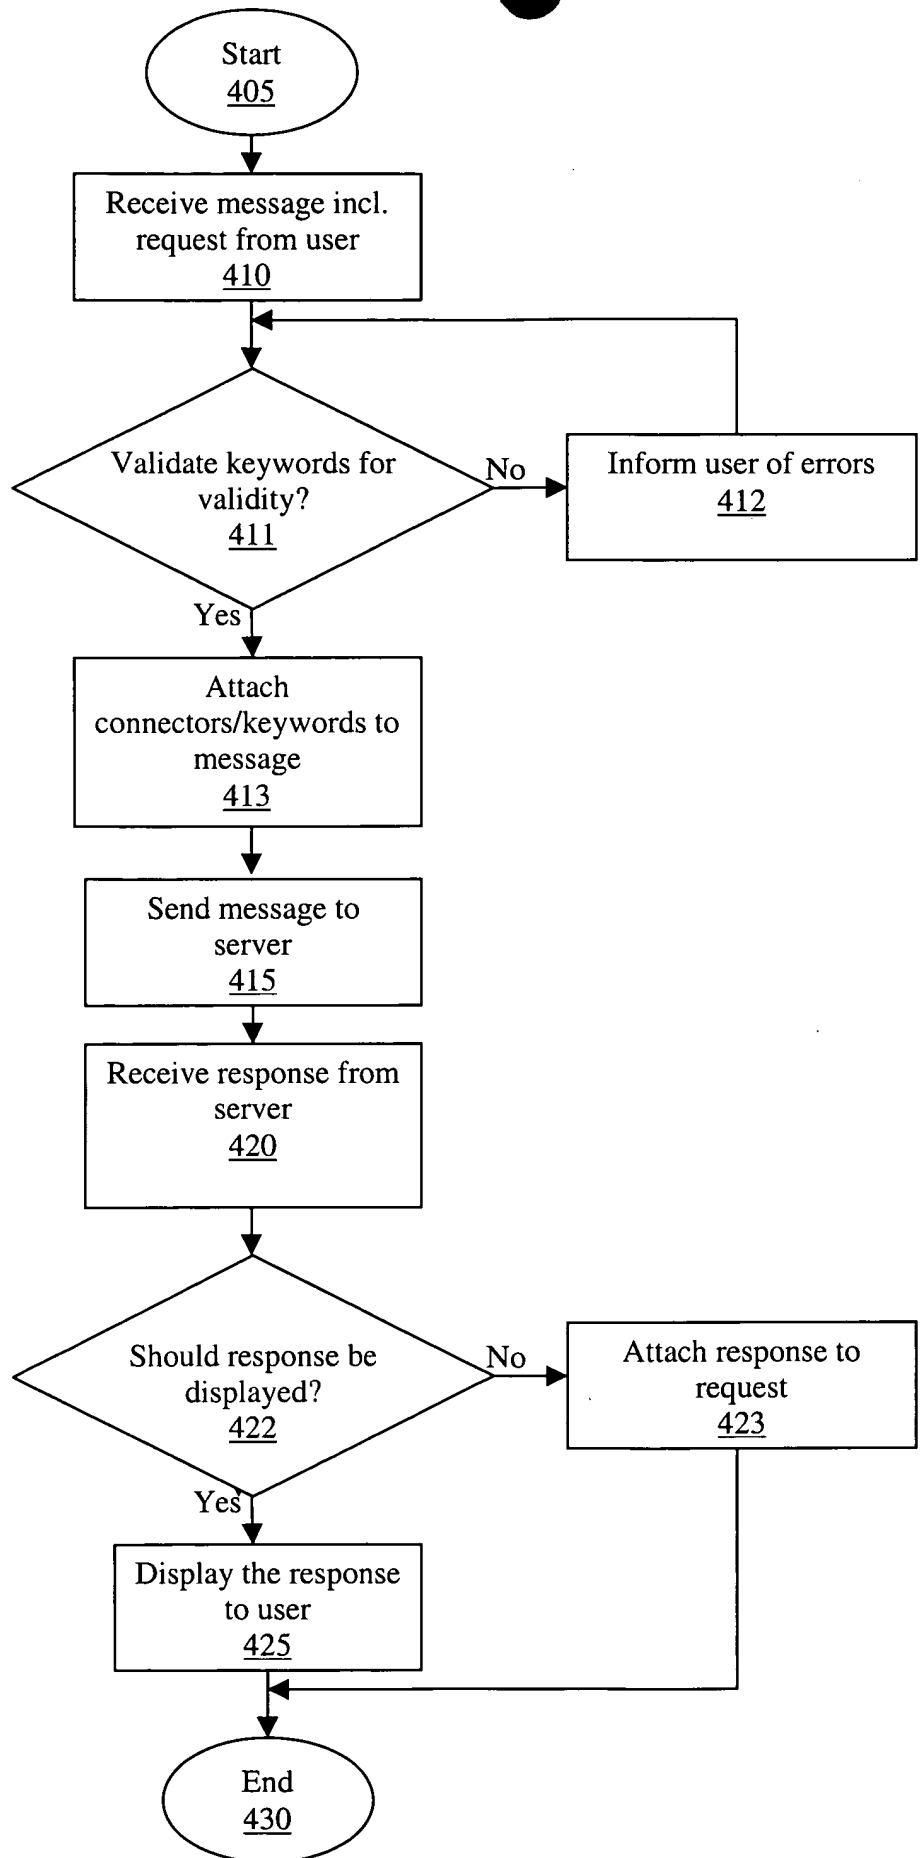 Start
405
Receive message incl.
request from user
410
Validate keywords for
validity?
411
No
Inform user of errors
412
Yes
Attach
connectors/keywords to
message
413
Send message to
server
415
Receive response from
server
420
Should response be
displayed?
422
No
Attach response to
request
423
Yes
Display the response
to user
425
End
430